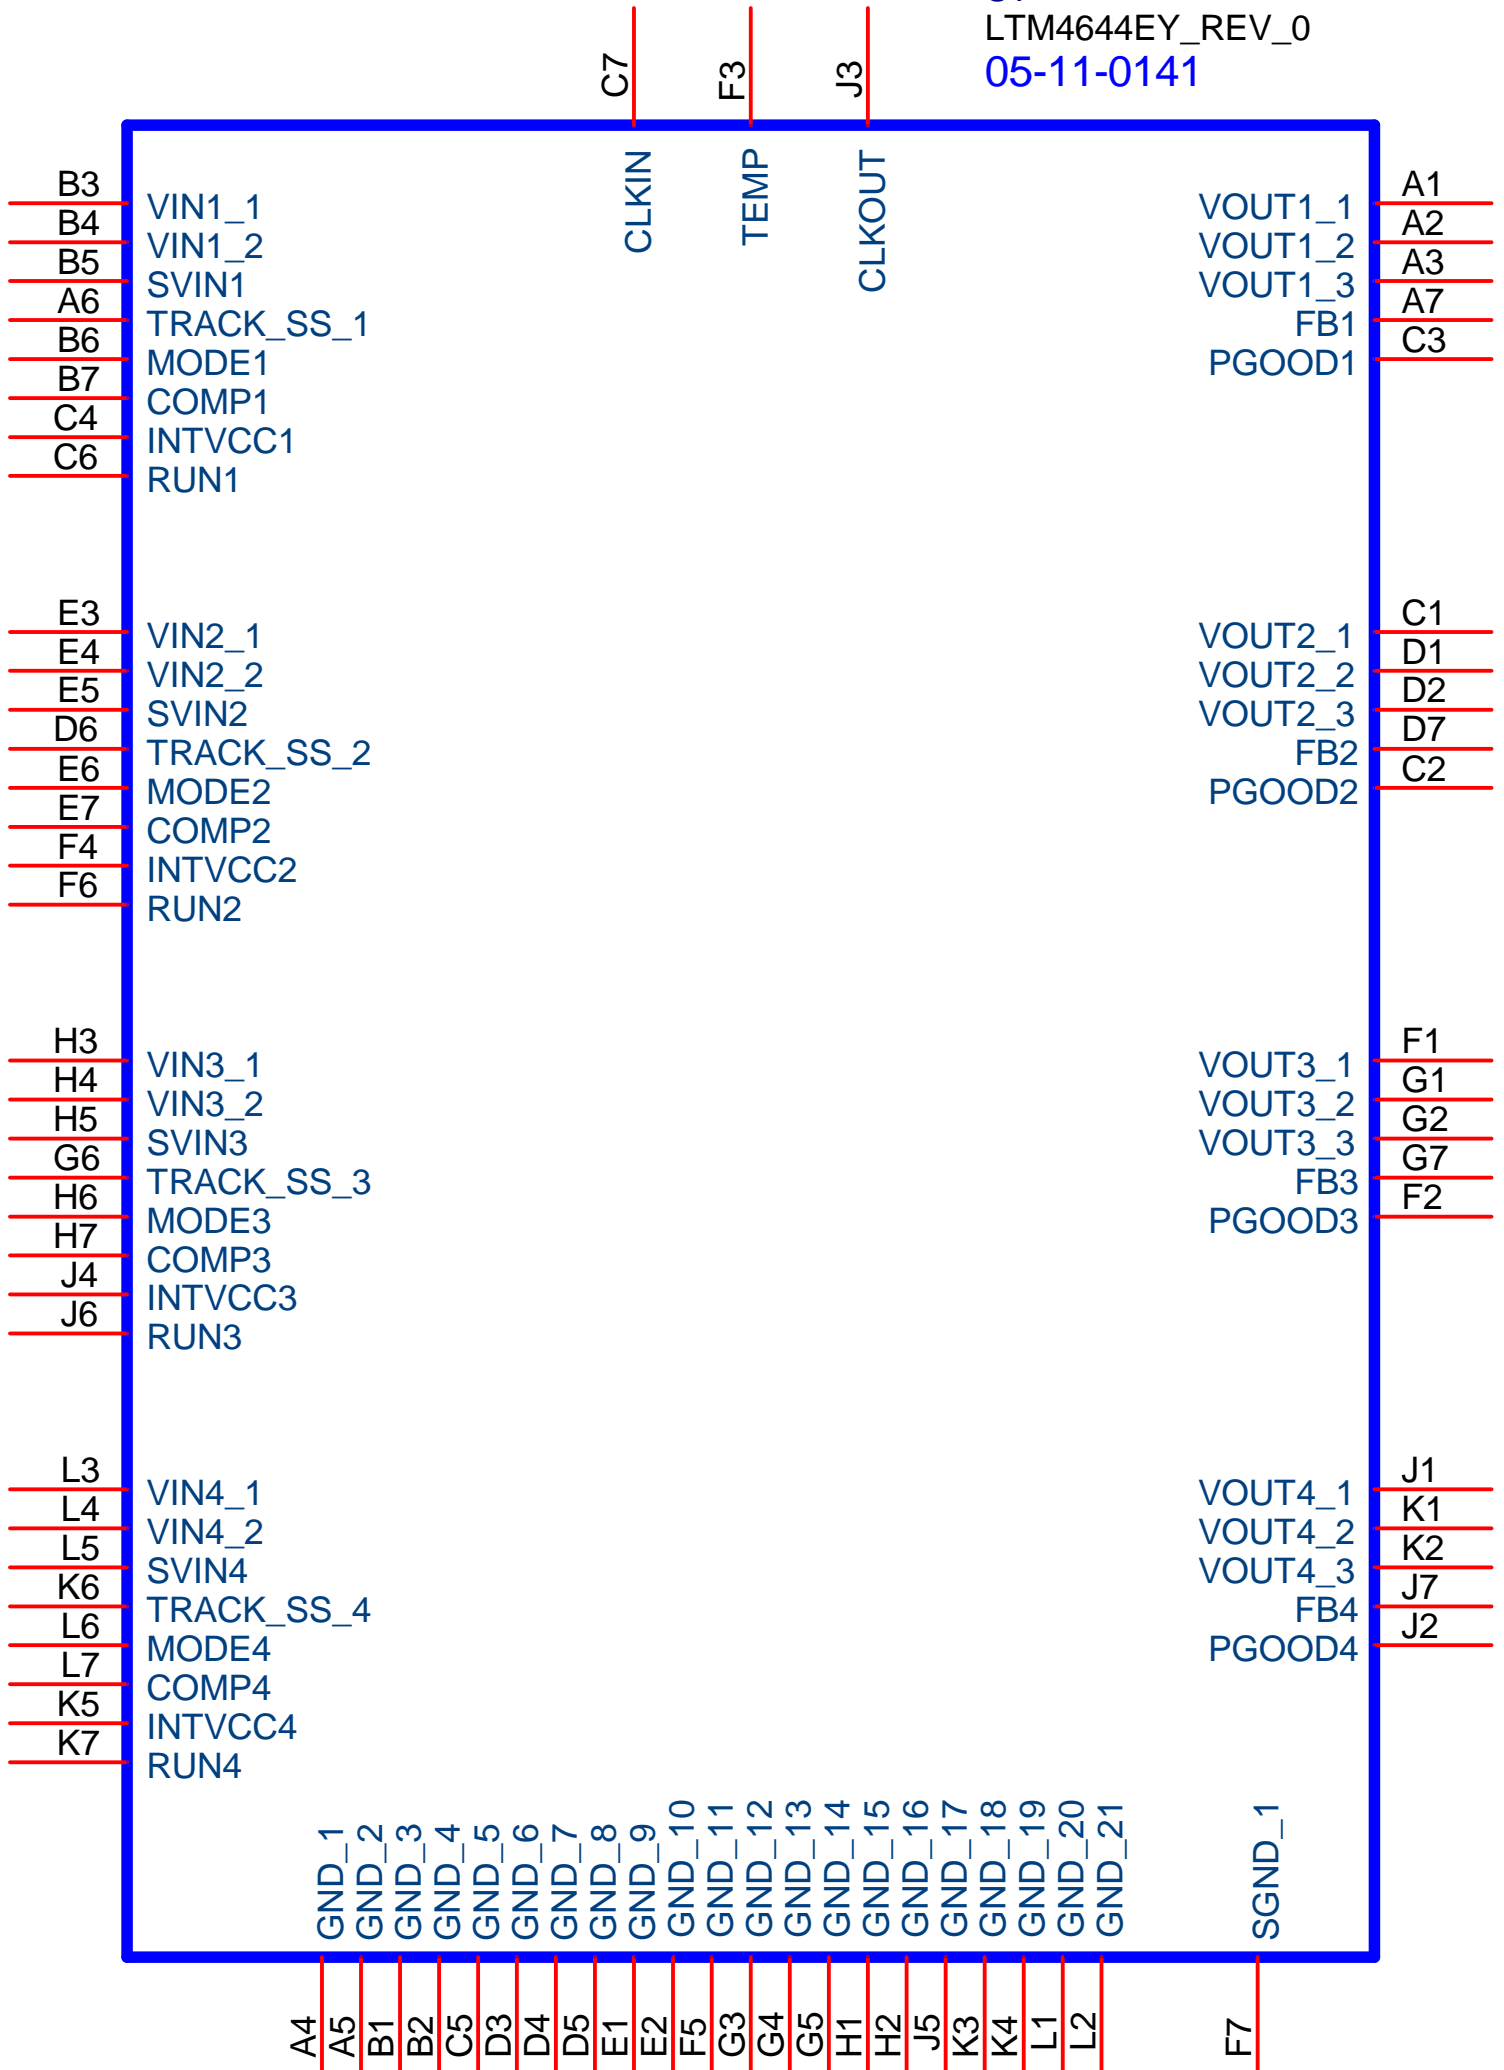 LTM4644EY_REV_0
05-11-0141
C7
F3
J3
CLKIN
TEMP
CLKOUT
B3 VIN1_1
B4 VIN1_2
B5 SVIN1
A6 TRACK_SS_1
B6 MODE1
B7 COMP1
C4 INTVCC1
C6 RUN1
VOUT1_1 A1
VOUT1_2 A2
VOUT1_3 A3
FB1 A7
PGOOD1 C3
E3 VIN2_1
E4 VIN2_2
E5 SVIN2
D6 TRACK_SS_2
E6 MODE2
E7 COMP2
F4 INTVCC2
F6 RUN2
VOUT2_1 C1
VOUT2_2 D1
VOUT2_3 D2
FB2 D7
PGOOD2 C2
H3 VIN3_1
H4 VIN3_2
H5 SVIN3
G6 TRACK_SS_3
H6 MODE3
H7 COMP3
J4 INTVCC3
J6 RUN3
VOUT3_1 F1
VOUT3_2 G1
VOUT3_3 G2
FB3 G7
PGOOD3 F2
L3 VIN4_1
L4 VIN4_2
L5 SVIN4
K6 TRACK_SS_4
L6 MODE4
L7 COMP4
K5 INTVCC4
K7 RUN4
VOUT4_1 J1
VOUT4_2 K1
VOUT4_3 K2
FB4 J7
PGOOD4 J2
GND_1 A4
GND_2 A5
GND_3 B1
GND_4 B2
GND_5 C5
GND_6 D3
GND_7 D4
GND_8 D5
GND_9 E1
GND_10 E2
GND_11 F5
GND_12 G3
GND_13 G4
GND_14 G5
GND_15 H1
GND_16 H2
GND_17 J5
GND_18 K3
GND_19 K4
GND_20 L1
GND_21 L2
SGND_1 F7